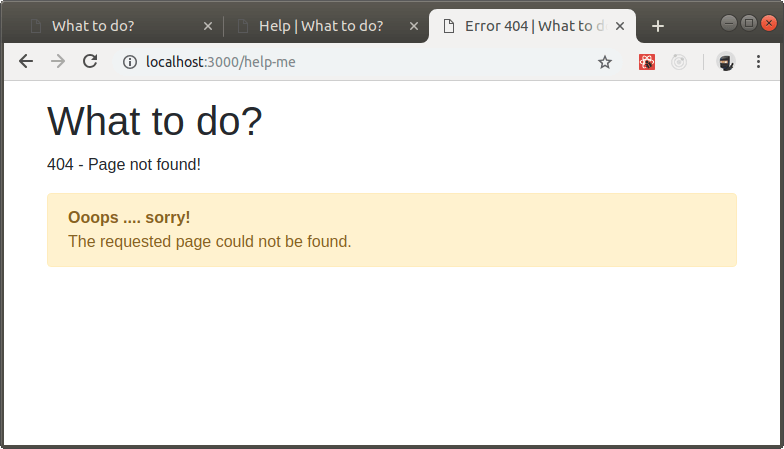 What to do?
Help | What to do?
Error 404 | What to d
localhost:3000/help-me
What to do?
404 - Page not found!
Ooops .... sorry!
The requested page could not be found.